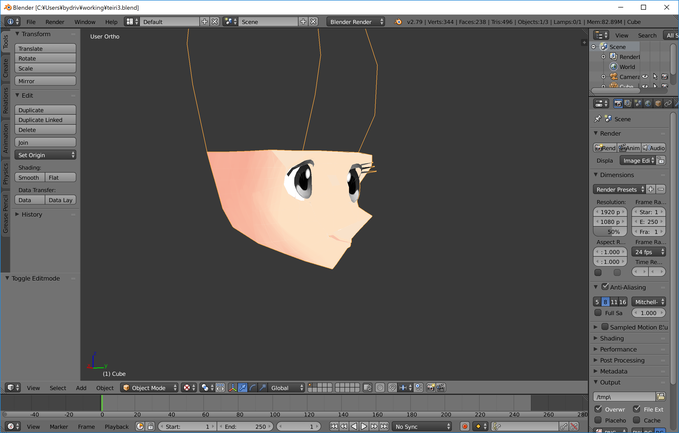 Blender [C:¥Users¥bydriv¥working¥teiri3.blend]
File Render Window Help Default Scene Blender Render v2.79 | Verts:344 | Faces:238 | Tris:496 | Objects:1/3 | Lamps:0/1 | Mem:82.89M | Cube
Tools
Create
Relations
Animation
Physics
Grease Pencil
Transform
Translate
Rotate
Scale
Mirror
Edit
Duplicate
Duplicate Linked
Delete
Join
Set Origin
Shading:
Smooth Flat
Data Transfer:
Data Data Lay
History
Toggle Editmode
User Ortho
(1) Cube
View Search All S
Scene
Render
World
Camera
Scene
Render
Rend Anim Audio
Displa Image Edi
Dimensions
Render Presets
Resolution: Frame Ra...
1920 p Star: 1
1080 p E: 250
50% Fra: 1
Aspect R... Frame Ra...
: 1.000 24 fps
: 1.000 Time Re...
Anti-Aliasing
5 8 11 16 Mitchell-
Full Sa : 1.000
Sampled Motion Blu
Shading
Performance
Post Processing
Metadata
Output
/tmp\
Overwr File Ext
Placeho Cache
View Select Add Object Object Mode Global
-40 -20 0 20 40 60 80 100 120 140 160 180 200 220 240 260 280
View Marker Frame Playback Start: 1 End: 250 1 No Sync